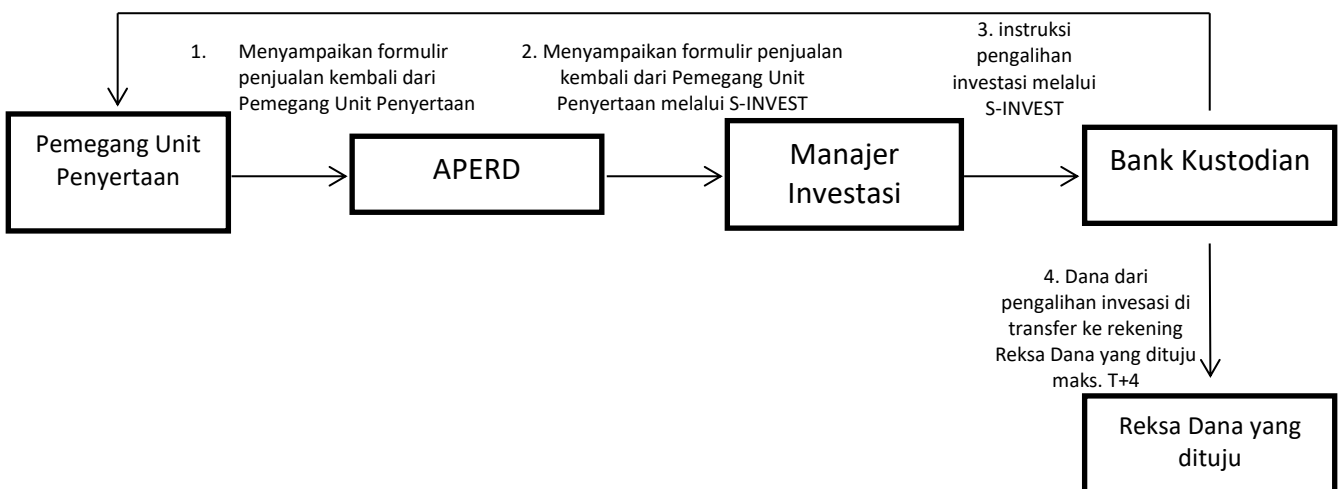 1. Menyampaikan formulir
penjualan kembali dari
Pemegang Unit Penyertaan
2. Menyampaikan formulir penjualan
kembali dari Pemegang Unit
Penyertaan melalui S-INVEST
3. instruksi
pengalihan
investasi melalui
S-INVEST
Pemegang Unit
Penyertaan
APERD
Manajer
Investasi
Bank Kustodian
4. Dana dari
pengalihan invesasi di
transfer ke rekening
Reksa Dana yang dituju
maks. T+4
Reksa Dana yang
dituju